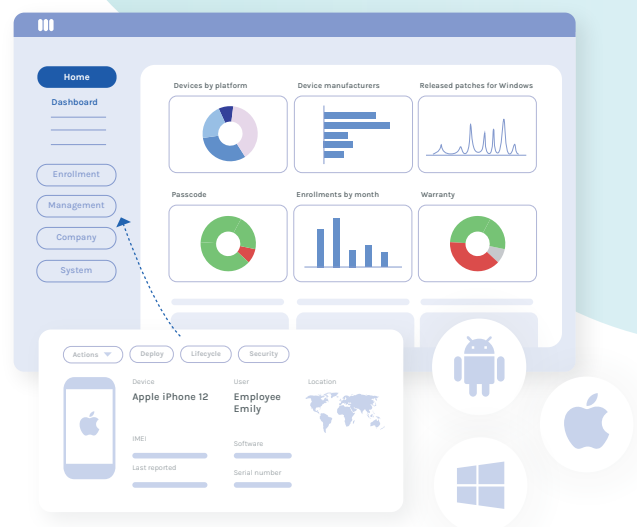 Home
Dashboard
Enrollment
Management
Company
System
Devices by platform
Device manufacturers
Released patches for Windows
Passcode
Enrollments by month
Warranty
Actions
Deploy
Lifecycle
Security
Device
User
Location
Apple iPhone 12
Employee
Emily
IMEI
Software
Last reported
Serial number